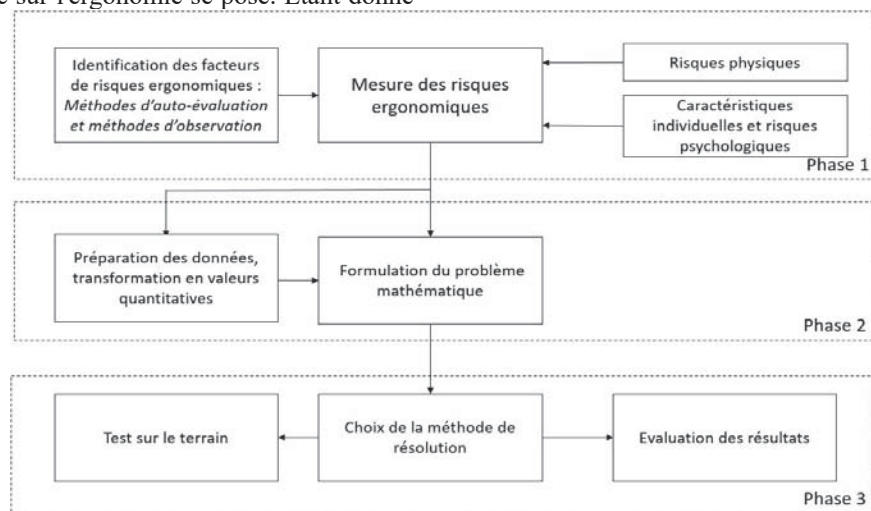 sur l'ergonomie se pose. Étant donné
Identification des facteurs
de risques ergonomiques :
Méthodes d'auto-évaluation
et méthodes d'observation
Mesure des risques
ergonomiques
Risques physiques
Caractéristiques
individuelles et risques
psychologiques
Phase 1
Préparation des données,
transformation en valeurs
quantitatives
Formulation du problème
mathématique
Phase 2
Test sur le terrain
Choix de la méthode de
résolution
Evaluation des résultats
Phase 3